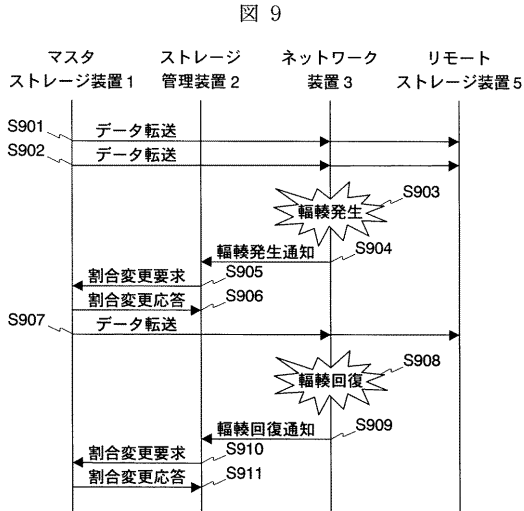 図 9
マスタ
ストレージ装置1
ストレージ
管理装置2
ネットワーク
装置3
リモート
ストレージ装置5
S901
データ転送
S902
データ転送
輻輳発生
S903
輻輳発生通知
S904
割合変更要求
S905
割合変更応答
S906
S907
データ転送
輻輳回復
S908
輻輳回復通知
S909
割合変更要求
S910
割合変更応答
S911